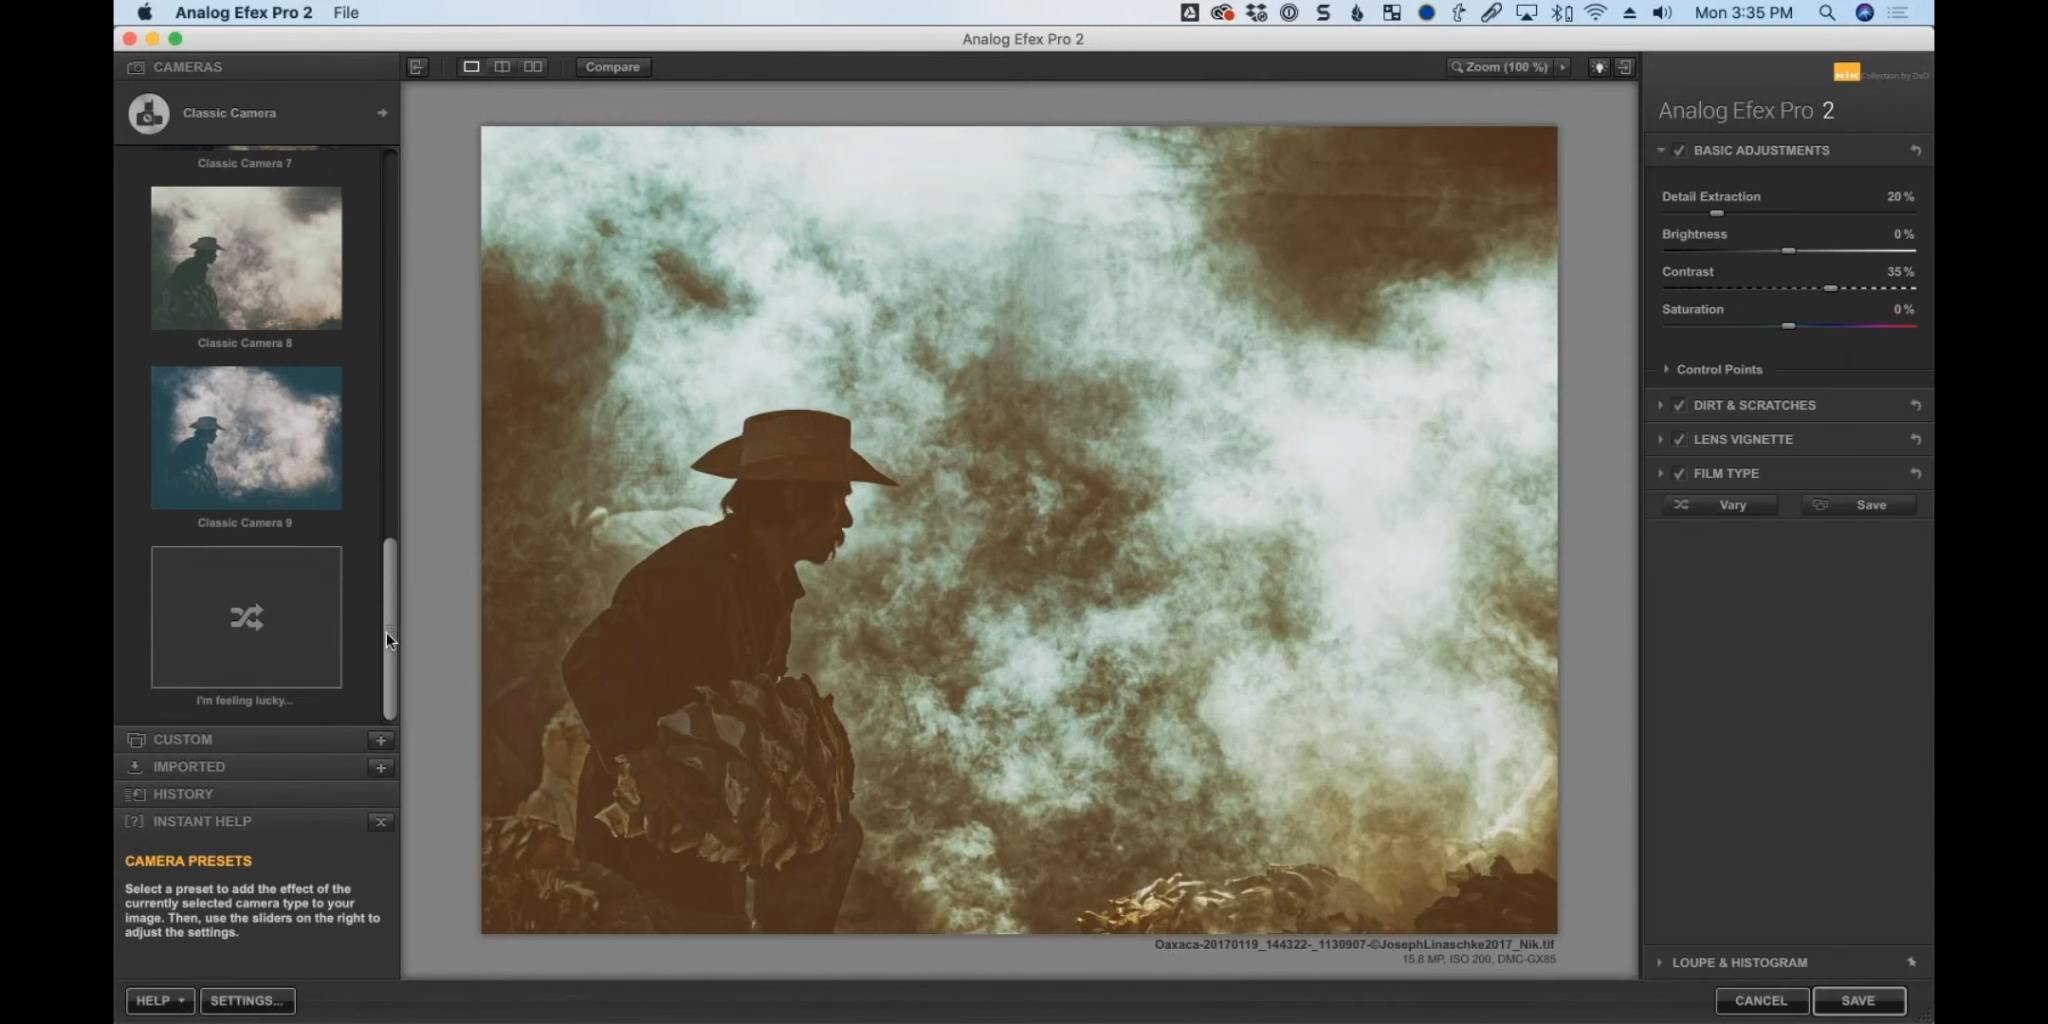 Analog Efex Pro 2 File
Mon 3:35 PM
Analog Efex Pro 2
CAMERAS
Compare
Zoom (100 %)
nik Collection by DxO
Classic Camera
Analog Efex Pro 2
Classic Camera 7
BASIC ADJUSTMENTS
Detail Extraction 20 %
Brightness 0 %
Contrast 35 %
Saturation 0 %
Control Points
Classic Camera 8
DIRT & SCRATCHES
LENS VIGNETTE
FILM TYPE
Vary Save
Classic Camera 9
I'm feeling lucky...
CUSTOM
IMPORTED
HISTORY
[?] INSTANT HELP
CAMERA PRESETS
Select a preset to add the effect of the
currently selected camera type to your
image. Then, use the sliders on the right to
adjust the settings.
Oaxaca-20170119_144322-_1130907-©JosephLinaschke2017_Nik.tif
15.8 MP, ISO 200, DMC-GX85
LOUPE & HISTOGRAM
HELP
SETTINGS...
CANCEL
SAVE